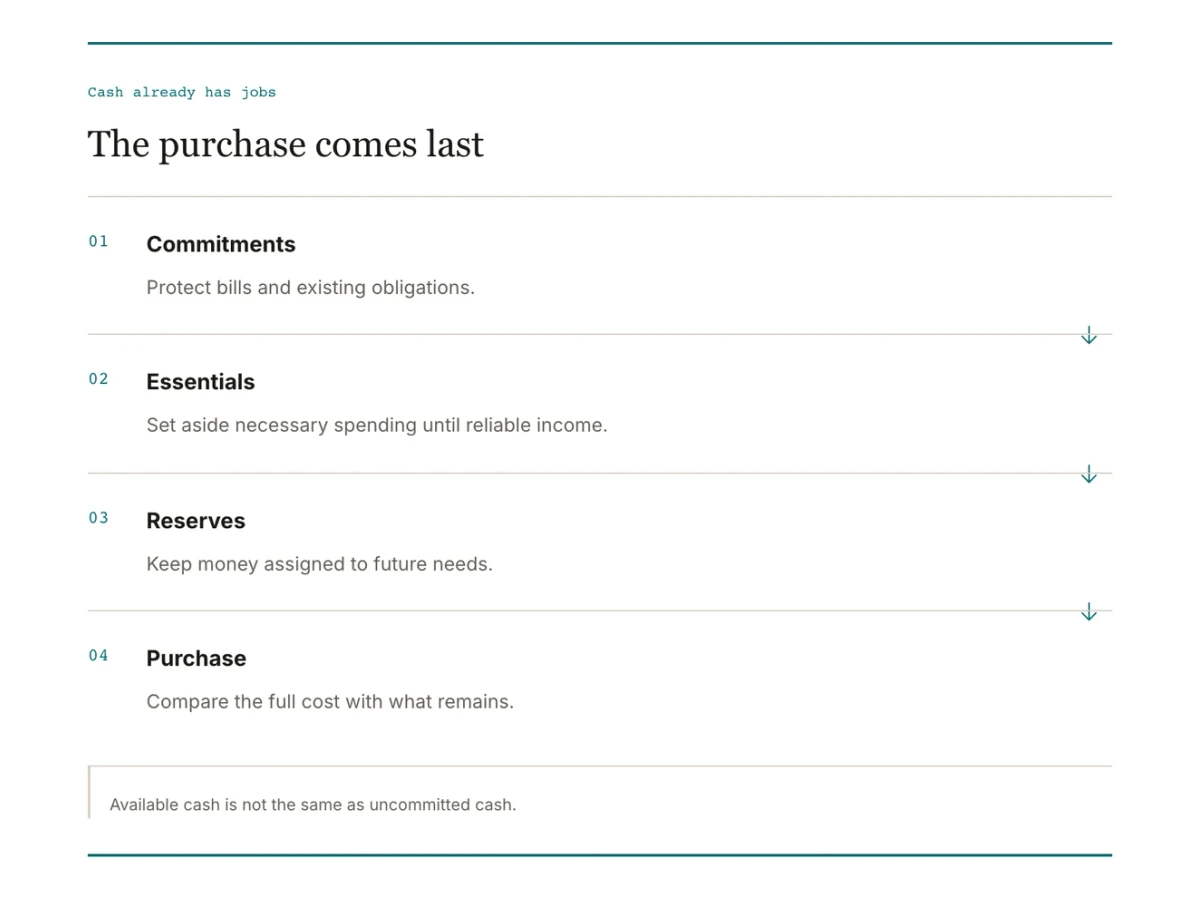 Cash already has jobs
The purchase comes last
01 Commitments
Protect bills and existing obligations.
02 Essentials
Set aside necessary spending until reliable income.
03 Reserves
Keep money assigned to future needs.
04 Purchase
Compare the full cost with what remains.
Available cash is not the same as uncommitted cash.